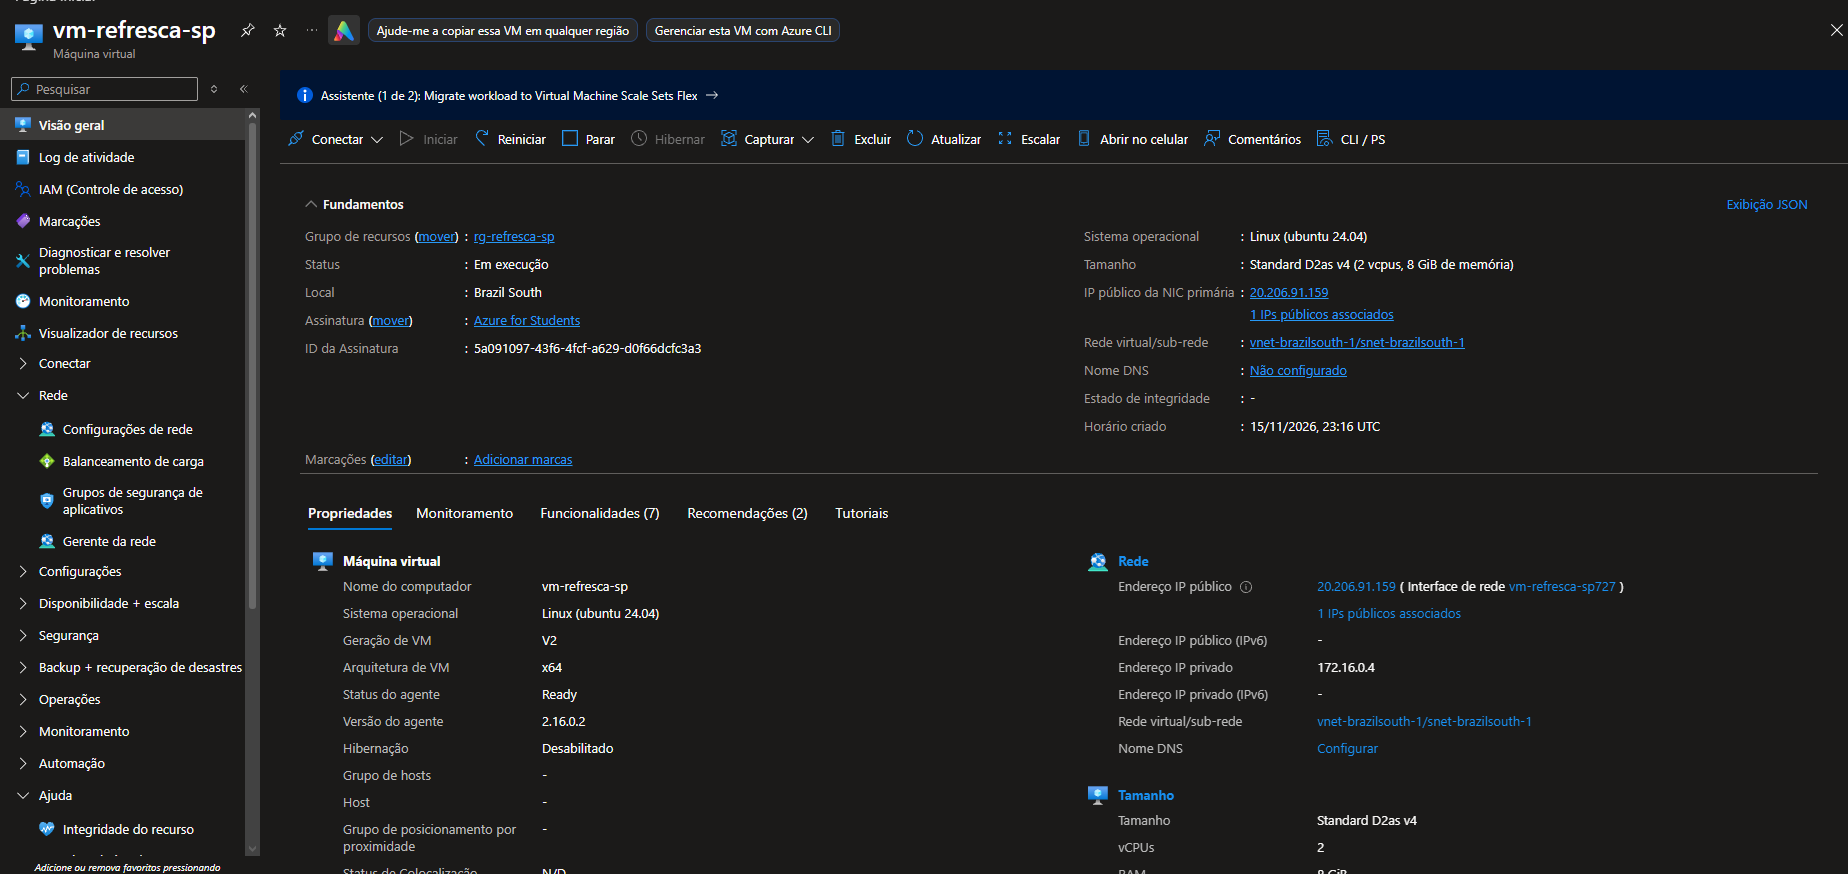 vm-refresca-sp
Máquina virtual
...
Ajude-me a copiar essa VM em qualquer região
Gerenciar esta VM com Azure CLI
Pesquisar
Visão geral
Log de atividade
IAM (Controle de acesso)
Marcações
Diagnosticar e resolver
problemas
Monitoramento
Visualizador de recursos
Conectar
Rede
Configurações de rede
Balanceamento de carga
Grupos de segurança de
aplicativos
Gerente da rede
Configurações
Disponibilidade + escala
Segurança
Backup + recuperação de desastres
Operações
Monitoramento
Automação
Ajuda
Integridade do recurso
Adicione ou remova favoritos pressionando
Assistente (1 de 2): Migrate workload to Virtual Machine Scale Sets Flex →
Conectar Iniciar Reiniciar Parar Hibernar Capturar Excluir Atualizar Escalar Abrir no celular Comentários CLI / PS
Fundamentos
Exibição JSON
Grupo de recursos (mover) : rg-refresca-sp
Status : Em execução
Local : Brazil South
Assinatura (mover) : Azure for Students
ID da Assinatura : 5a091097-43f6-4fcf-a629-d0f66dcfc3a3
Sistema operacional : Linux (ubuntu 24.04)
Tamanho : Standard D2as v4 (2 vcpus, 8 GiB de memória)
IP público da NIC primária : 20.206.91.159
1 IPs públicos associados
Rede virtual/sub-rede : vnet-brazilsouth-1/snet-brazilsouth-1
Nome DNS : Não configurado
Estado de integridade : -
Horário criado : 15/11/2026, 23:16 UTC
Marcações (editar) : Adicionar marcas
Propriedades Monitoramento Funcionalidades (7) Recomendações (2) Tutoriais
Máquina virtual
Nome do computador vm-refresca-sp
Sistema operacional Linux (ubuntu 24.04)
Geração de VM V2
Arquitetura de VM x64
Status do agente Ready
Versão do agente 2.16.0.2
Hibernação Desabilitado
Grupo de hosts -
Host -
Grupo de posicionamento por -
proximidade
Status de Colocalização N/D
Rede
Endereço IP público 20.206.91.159 ( Interface de rede vm-refresca-sp727 )
1 IPs públicos associados
Endereço IP público (IPv6) -
Endereço IP privado 172.16.0.4
Endereço IP privado (IPv6) -
Rede virtual/sub-rede vnet-brazilsouth-1/snet-brazilsouth-1
Nome DNS Configurar
Tamanho
Tamanho Standard D2as v4
vCPUs 2
RAM 8 GiB